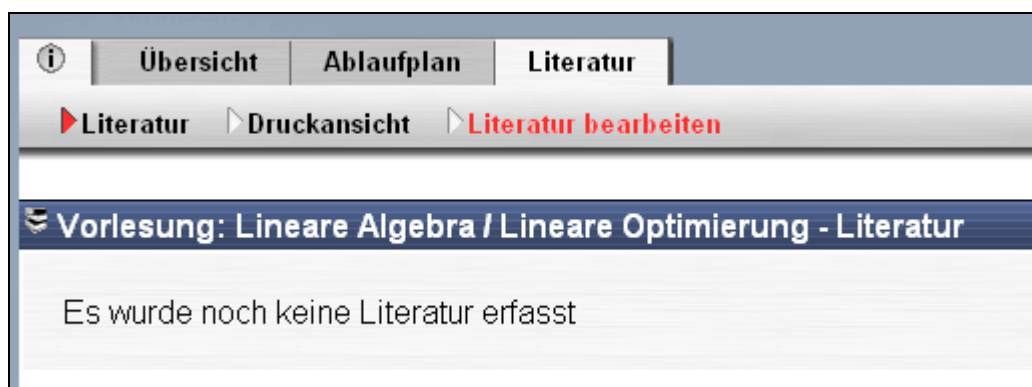 Übersicht Ablaufplan Literatur
Literatur Druckansicht Literatur bearbeiten
Vorlesung: Lineare Algebra / Lineare Optimierung - Literatur
Es wurde noch keine Literatur erfasst